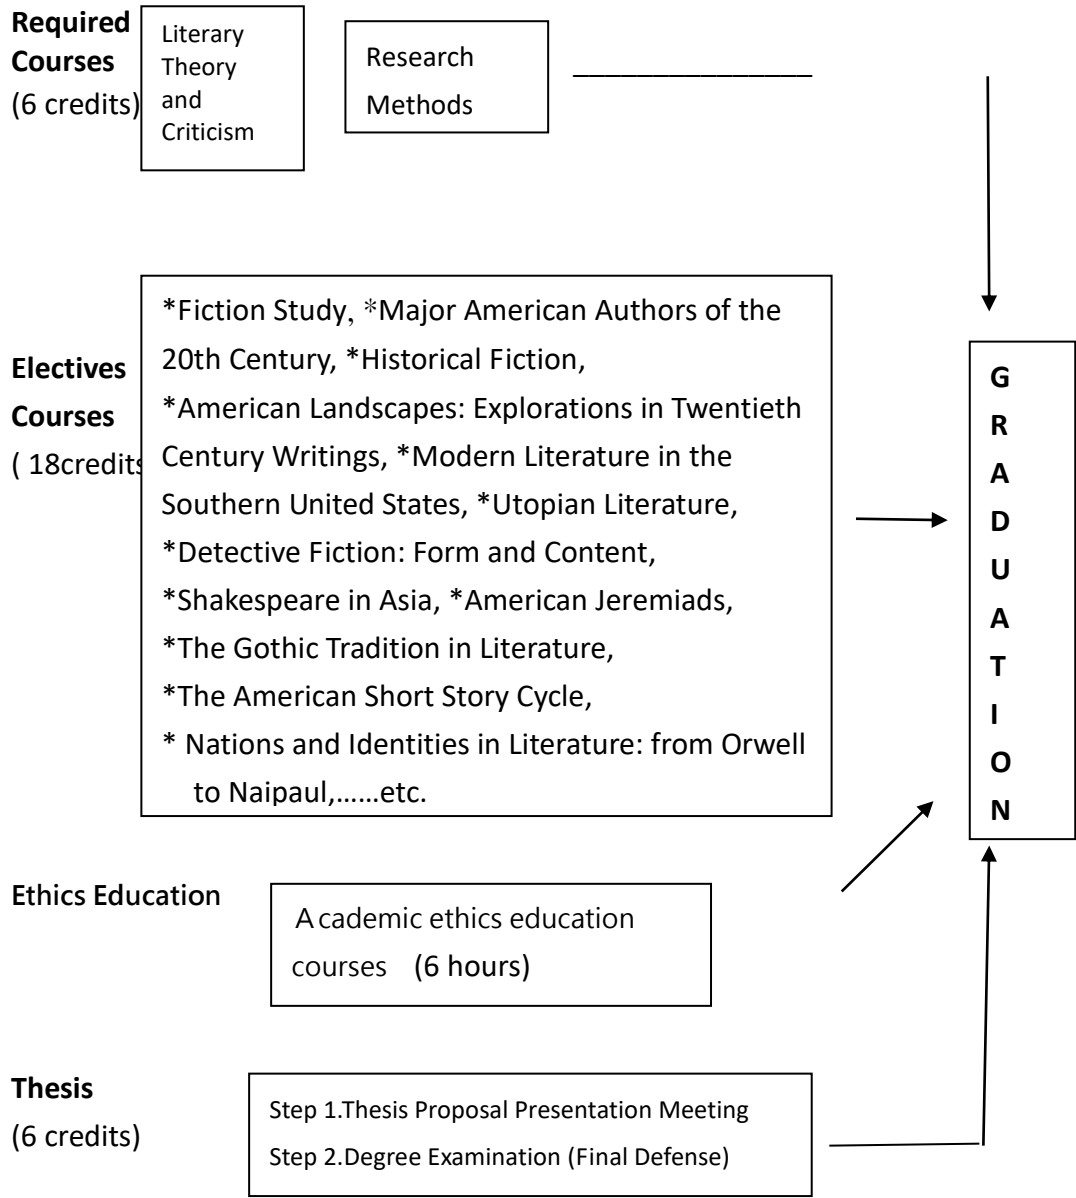 Required
Courses
(6 credits)
Literary
Theory
and
Criticism
Research
Methods
Electives
Courses
( 18credits
*Fiction Study, *Major American Authors of the
20th Century, *Historical Fiction,
*American Landscapes: Explorations in Twentieth
Century Writings, *Modern Literature in the
Southern United States, *Utopian Literature,
*Detective Fiction: Form and Content,
*Shakespeare in Asia, *American Jeremiads,
*The Gothic Tradition in Literature,
*The American Short Story Cycle,
* Nations and Identities in Literature: from Orwell
to Naipaul,……etc.
G
R
A
D
U
A
T
I
O
N
Ethics Education
Academic ethics education
courses (6 hours)
Thesis
(6 credits)
Step 1.Thesis Proposal Presentation Meeting
Step 2.Degree Examination (Final Defense)